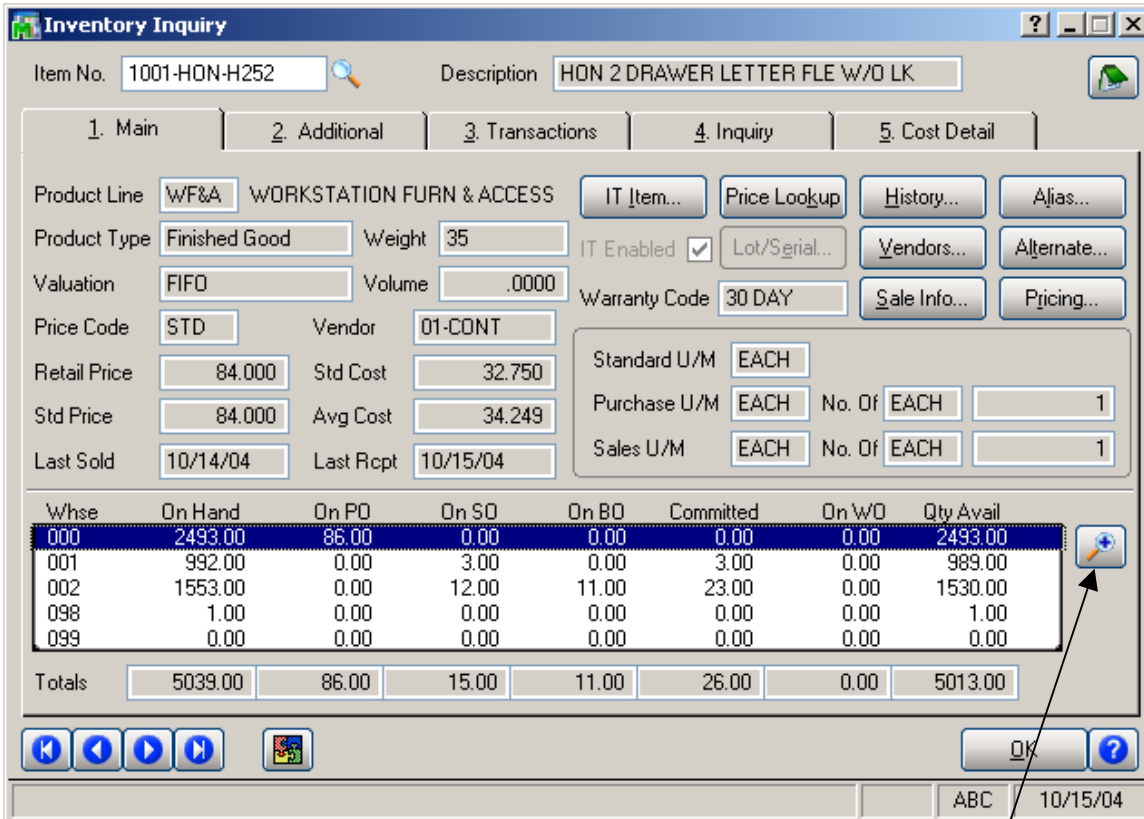 Inventory Inquiry
Item No. 1001-HON-H252 Description HON 2 DRAWER LETTER FLE W/O LK
1. Main 2. Additional 3. Transactions 4. Inquiry 5. Cost Detail
Product Line WF&A WORKSTATION FURN & ACCESS IT Item... Price Lookup History... Alias...
Product Type Finished Good Weight 35 IT Enabled Lot/Serial... Vendors... Alternate...
Valuation FIFO Volume .0000 Warranty Code 30 DAY Sale Info... Pricing...
Price Code STD Vendor 01-CONT
Standard U/M EACH
Retail Price 84.000 Std Cost 32.750
Purchase U/M EACH No. Of EACH 1
Std Price 84.000 Avg Cost 34.249
Sales U/M EACH No. Of EACH 1
Last Sold 10/14/04 Last Rcpt 10/15/04
Whse On Hand On PO On SO On BO Committed On WO Qty Avail
000 2493.00 86.00 0.00 0.00 0.00 0.00 2493.00
001 992.00 0.00 3.00 0.00 3.00 0.00 989.00
002 1553.00 0.00 12.00 11.00 23.00 0.00 1530.00
098 1.00 0.00 0.00 0.00 0.00 0.00 1.00
099 0.00 0.00 0.00 0.00 0.00 0.00 0.00
Totals 5039.00 86.00 15.00 11.00 26.00 0.00 5013.00
OK
ABC 10/15/04